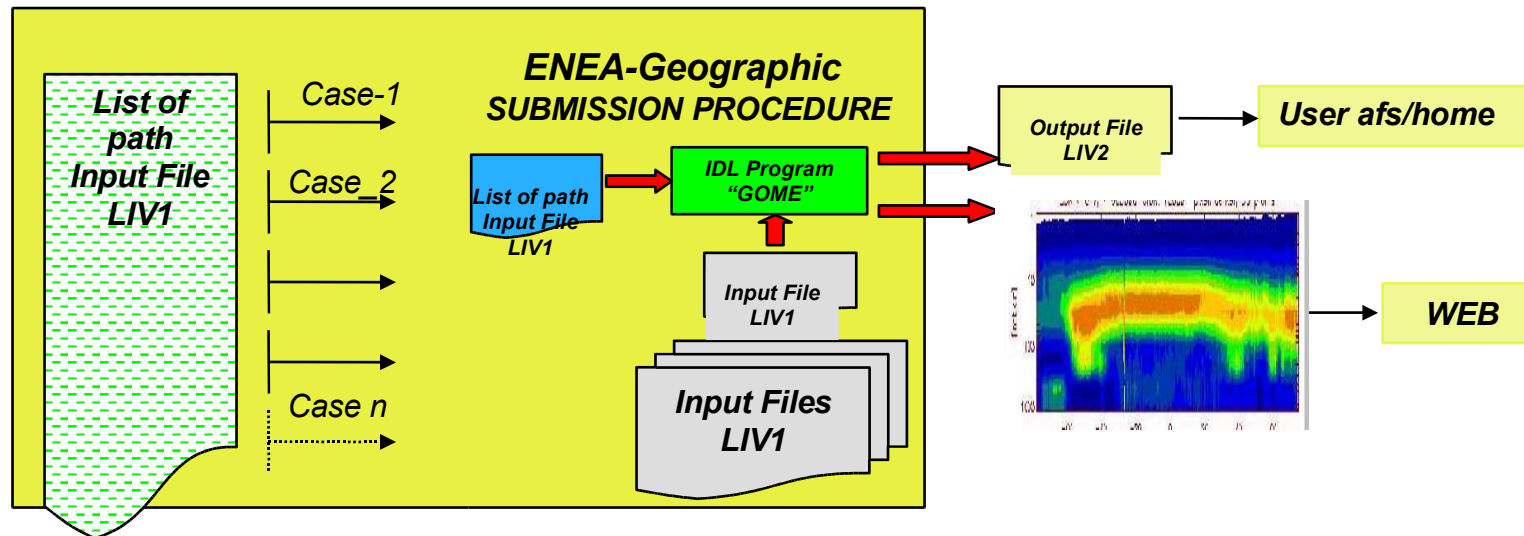 List of
path
Input File
LIV1
Case-1
Case_2
Case n
ENEA-Geographic
SUBMISSION PROCEDURE
List of path
Input File
LIV1
IDL Program
“GOME”
Input File
LIV1
Input Files
LIV1
Output File
LIV2
User afs/home
WEB